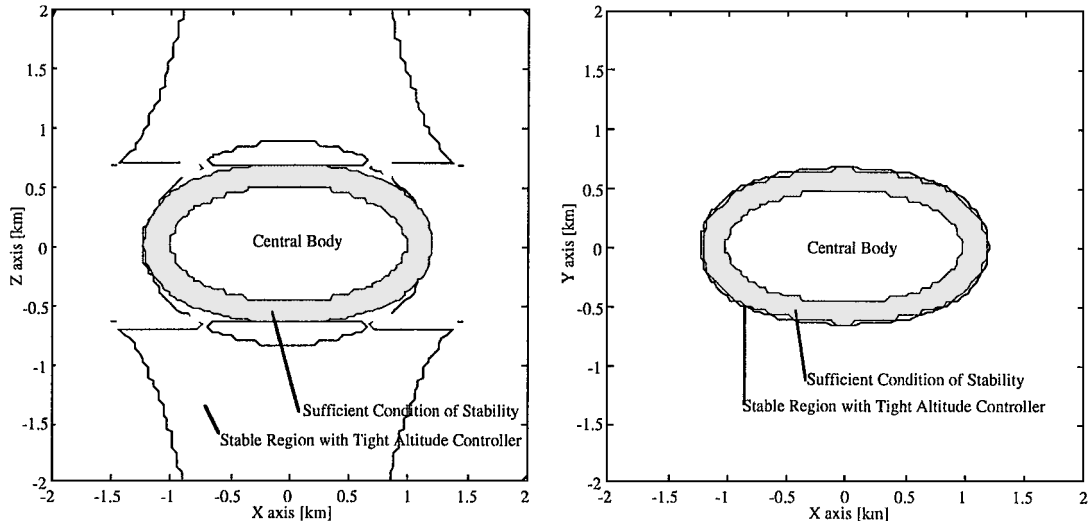 2
1.5
1
0.5
0
-0.5
-1
-1.5
-2
Z axis [km]
Central Body
Sufficient Condition of Stability
Stable Region with Tight Altitude Controller
-2 -1.5 -1 -0.5 0 0.5 1 1.5 2
X axis [km]
2
1.5
1
0.5
0
-0.5
-1
-1.5
-2
Y axis [km]
Central Body
Sufficient Condition of Stability
Stable Region with Tight Altitude Controller
-2 -1.5 -1 -0.5 0 0.5 1 1.5 2
X axis [km]